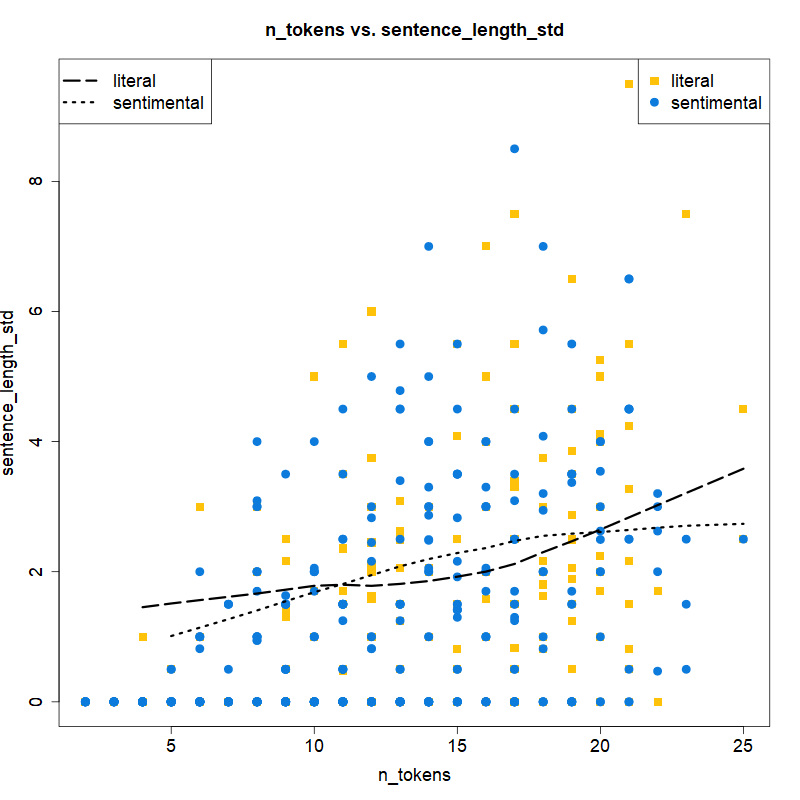 n_tokens vs. sentence_length_std
literal
sentimental
literal
sentimental
sentence_length_std
8
6
4
2
0
5 10 15 20 25
n_tokens